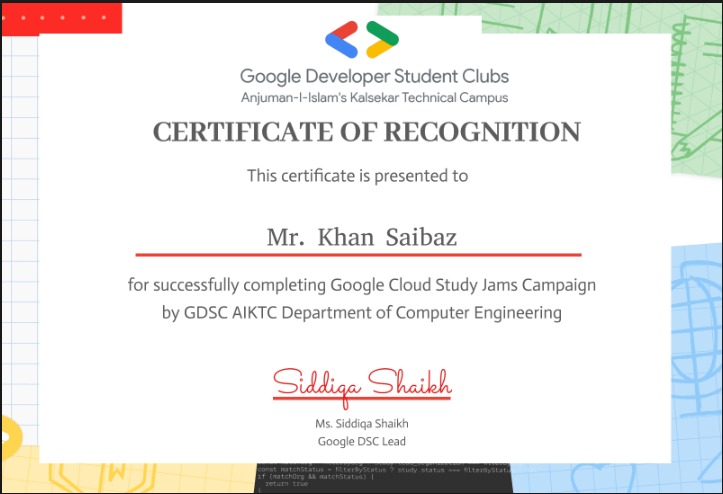 Google Developer Student Clubs
Anjuman-I-Islam's Kalsekar Technical Campus
CERTIFICATE OF RECOGNITION
This certificate is presented to
Mr. Khan Saibaz
for successfully completing Google Cloud Study Jams Campaign
by GDSC AIKTC Department of Computer Engineering
Siddiqa Shaikh
Ms. Siddiqa Shaikh
Google DSC Lead
const matchStatus = filterByStatus ? study status === filterByStatu
if (matchOrg && matchStatus) {
return true
}